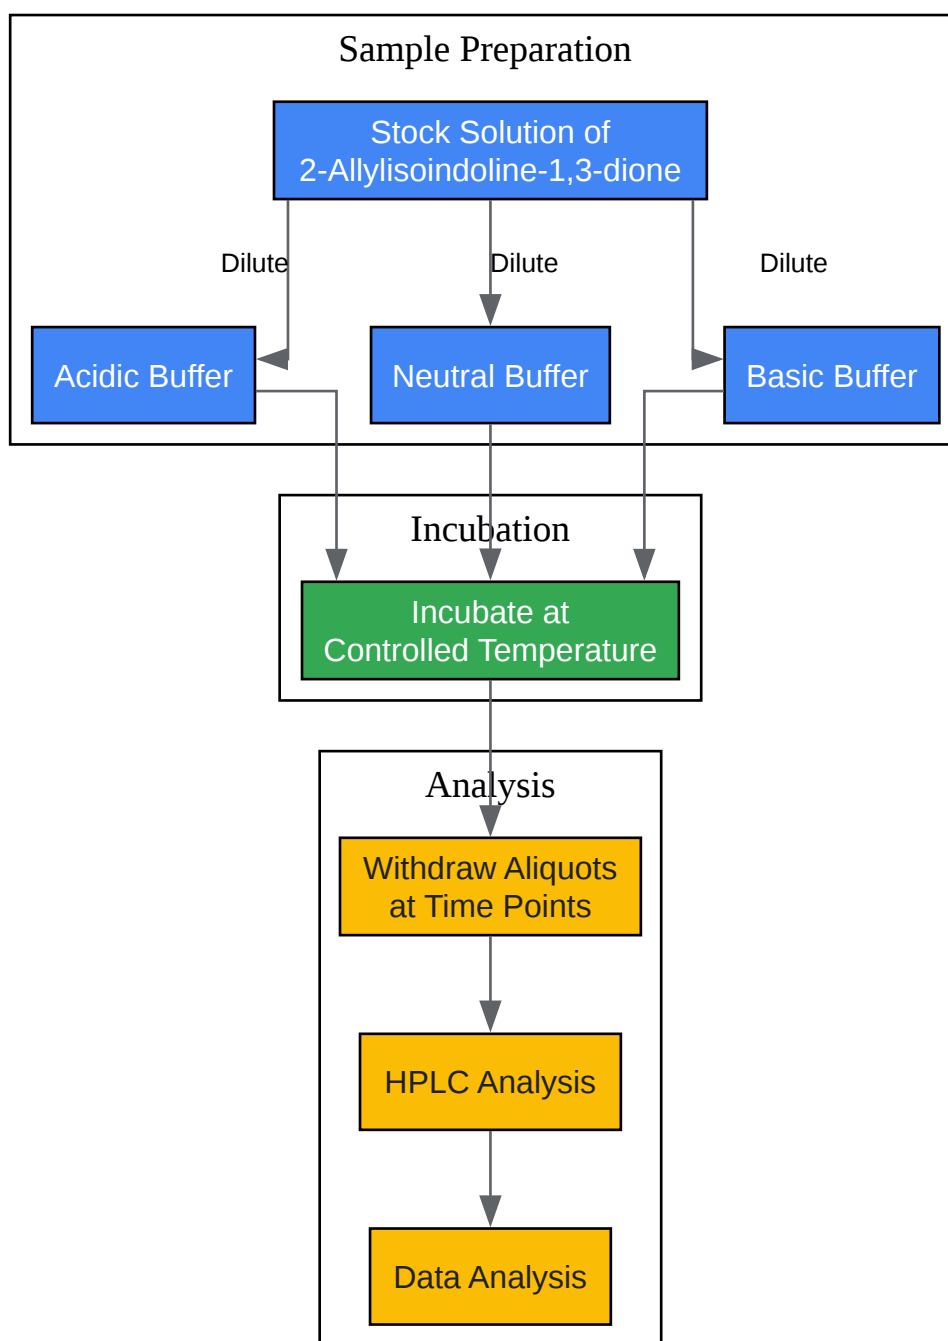 Sample Preparation
Stock Solution of
2-Allylisoindoline-1,3-dione
Dilute
Dilute
Dilute
Acidic Buffer
Neutral Buffer
Basic Buffer
Incubation
Incubate at
Controlled Temperature
Analysis
Withdraw Aliquots
at Time Points
HPLC Analysis
Data Analysis